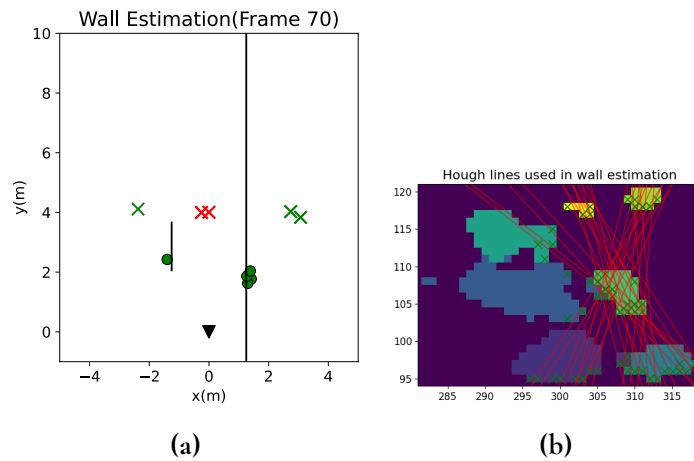 Wall Estimation(Frame 70)
10
8
6
4
2
0
y(m)
−4 −2 0 2 4
x(m)
(a)
Hough lines used in wall estimation
120
115
110
105
100
95
285 290 295 300 305 310 315
(b)